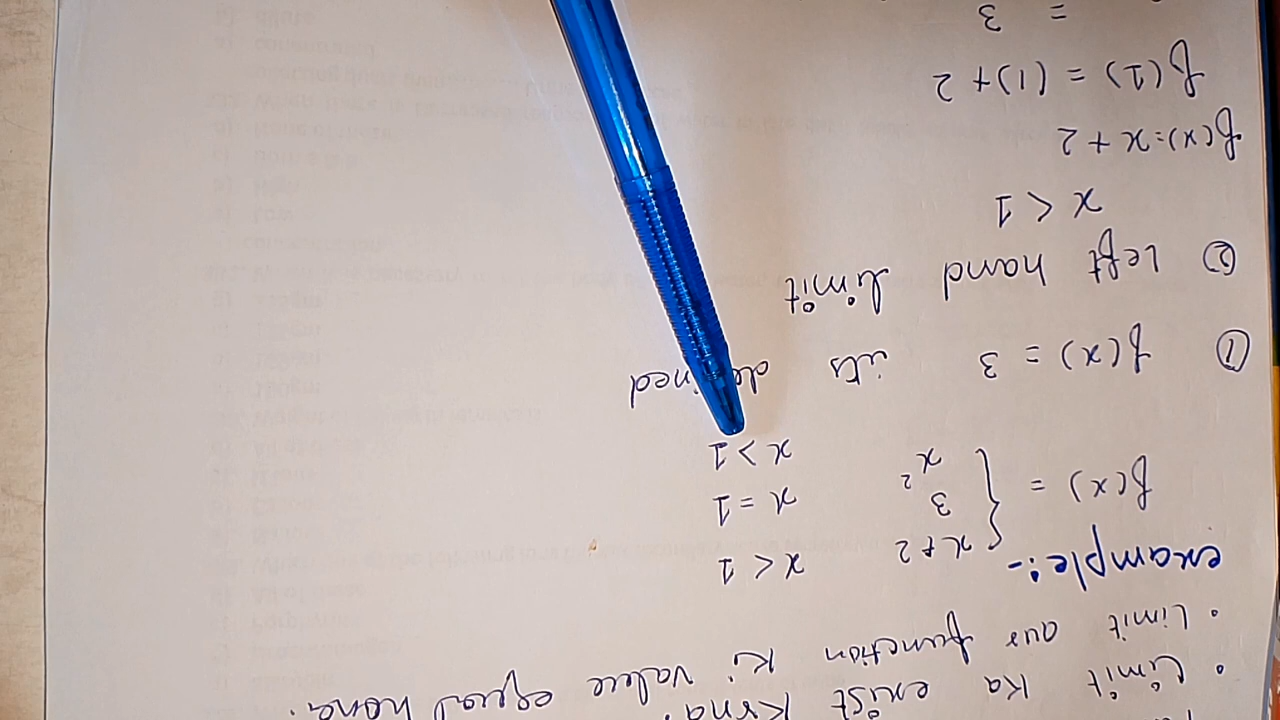 • Limit ka exist krna.
• Limit aur function ki value equal hona.
example:-
x+2 x < 1
f(x) = { 3 x = 1
x² x > 1
① f(x) = 3 its defined
② Left hand limit
x < 1
f(x)=x+2
f(1) = (1)+2
= 3